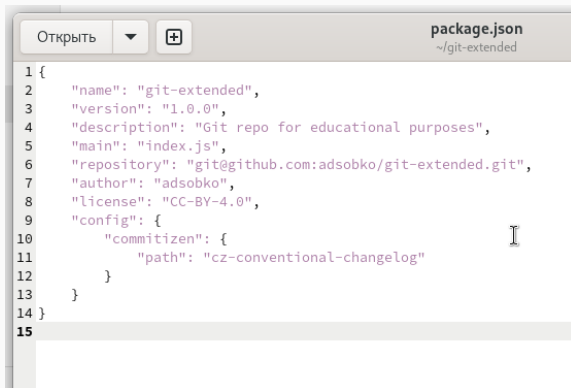 Открыть
package.json
~/git-extended
1 {
2     "name": "git-extended",
3     "version": "1.0.0",
4     "description": "Git repo for educational purposes",
5     "main": "index.js",
6     "repository": "git@github.com:adsobko/git-extended.git",
7     "author": "adsobko",
8     "license": "CC-BY-4.0",
9     "config": {
10         "commitizen": {
11             "path": "cz-conventional-changelog"
12         }
13     }
14 }
15